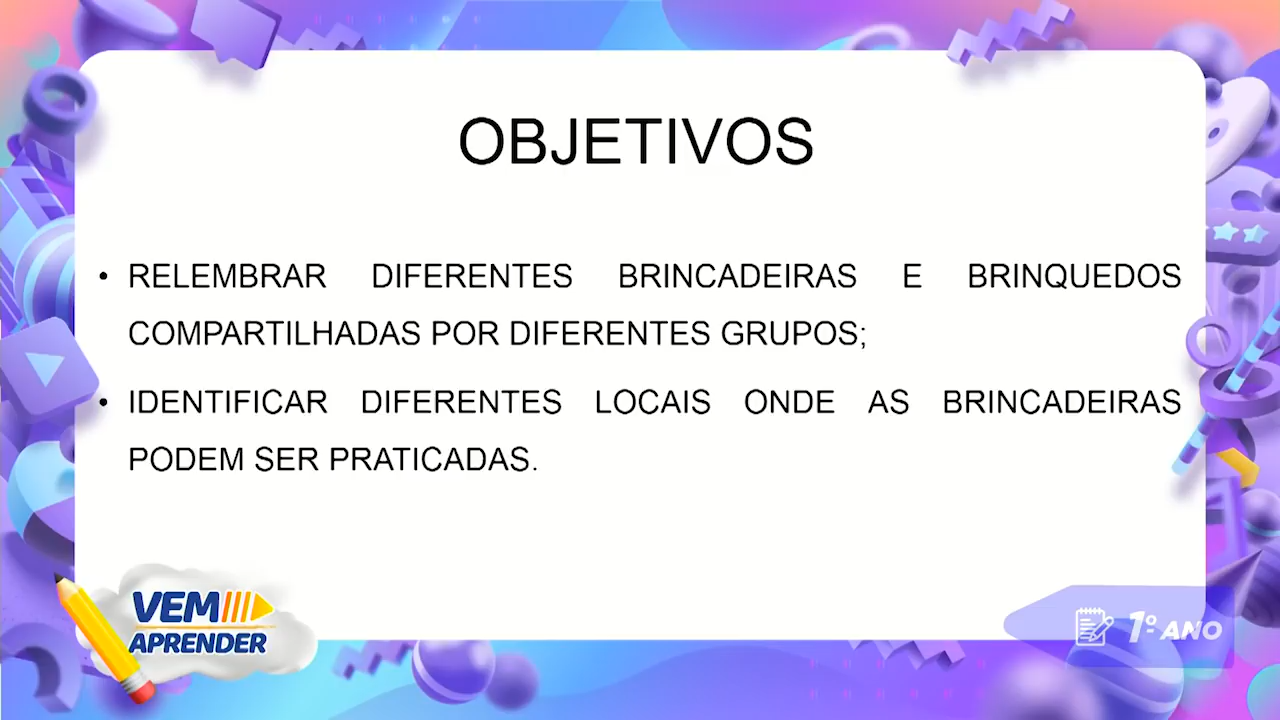 OBJETIVOS
• RELEMBRAR DIFERENTES BRINCADEIRAS E BRINQUEDOS
COMPARTILHADAS POR DIFERENTES GRUPOS;
• IDENTIFICAR DIFERENTES LOCAIS ONDE AS BRINCADEIRAS
PODEM SER PRATICADAS.
VEM
APRENDER
1º ANO